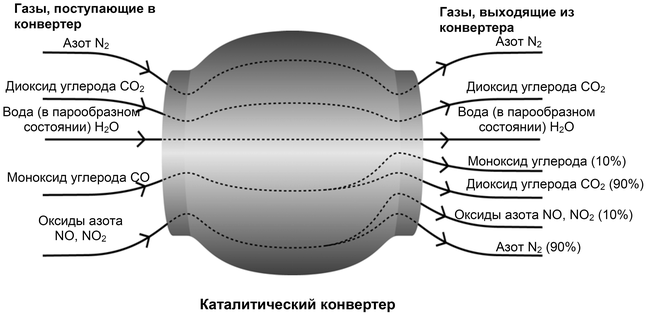 Газы, поступающие в
конвертер
Азот N₂
Диоксид углерода CO₂
Вода (в парообразном
состоянии) H₂O
Моноксид углерода CO
Оксиды азота
NO, NO₂
Газы, выходящие из
конвертера
Азот N₂
Диоксид углерода CO₂
Вода (в парообразном
состоянии) H₂O
Моноксид углерода (10%)
Диоксид углерода CO₂ (90%)
Оксиды азота NO, NO₂ (10%)
Азот N₂ (90%)
Каталитический конвертер